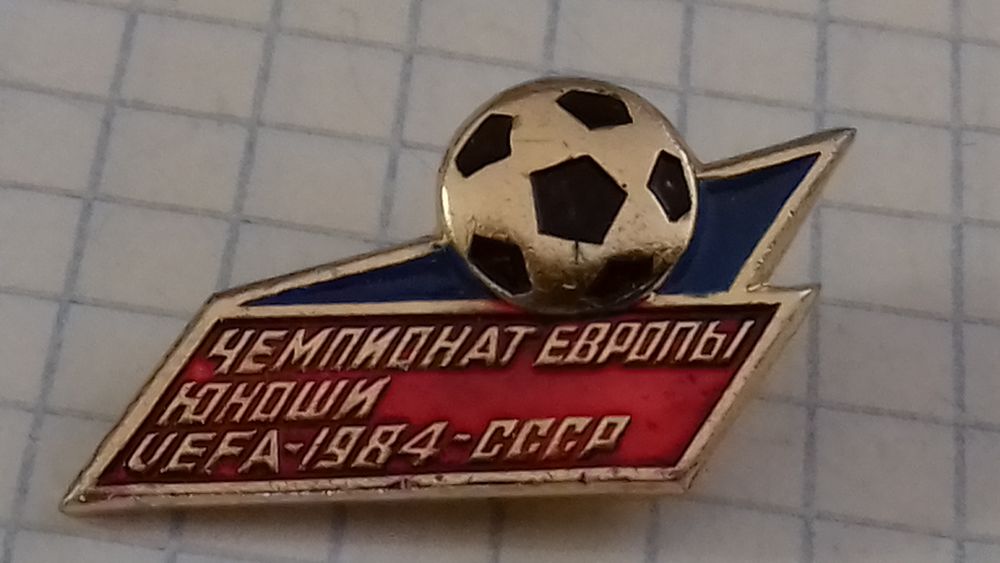 ЧЕМПИОНАТ ЕВРОПЫ
ЮНОШИ
UEFA-1984-СССР